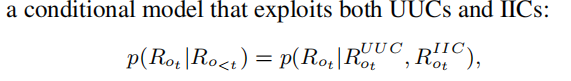 a conditional model that exploits both UUCs and IICs:
p(R_{o_t}|R_{o_{<t}}) = p(R_{o_t}|R_{o_t}^{UUC}, R_{o_t}^{IIC}),